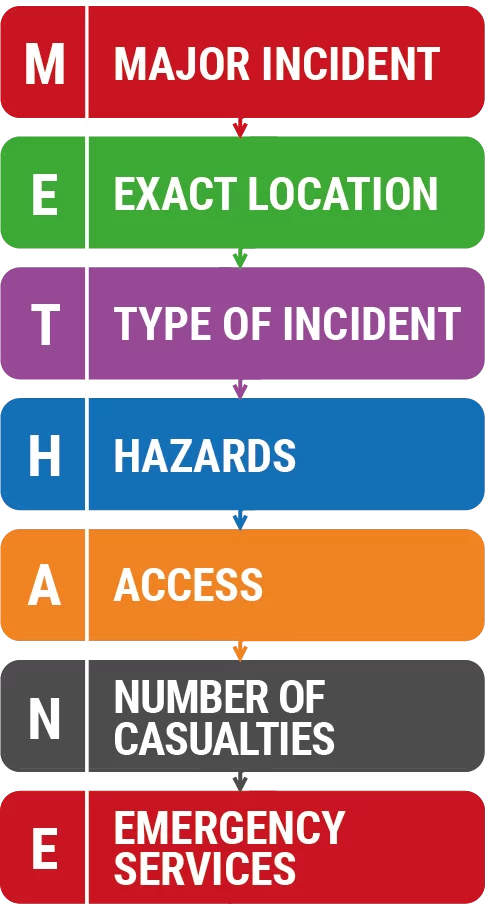 M MAJOR INCIDENT
E EXACT LOCATION
T TYPE OF INCIDENT
H HAZARDS
A ACCESS
N NUMBER OF
CASUALTIES
E EMERGENCY
SERVICES